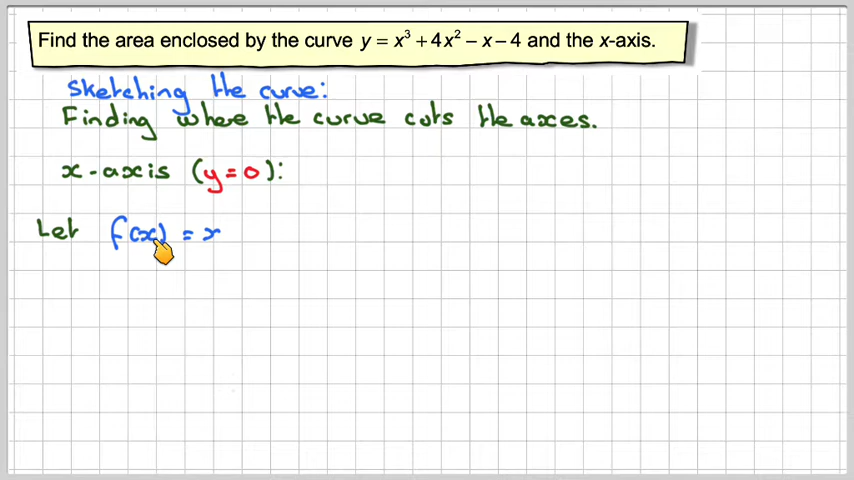 Find the area enclosed by the curve y = x³ + 4x² − x − 4 and the x-axis.
Sketching the curve:
Finding where the curve cuts the axes.
x-axis (y=0):
Let f(x) = x